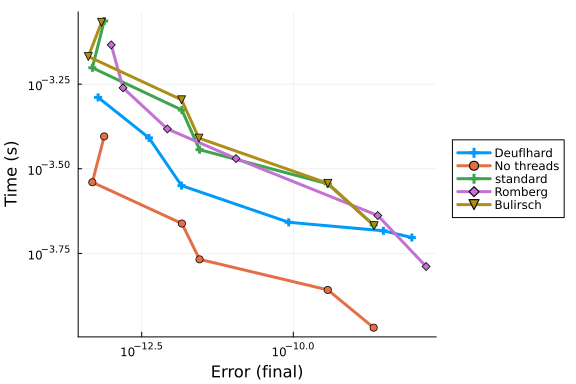 10^-3.25
10^-3.50
10^-3.75
Time (s)
10^-12.5
10^-10.0
Error (final)
Deuflhard
No threads
standard
Romberg
Bulirsch